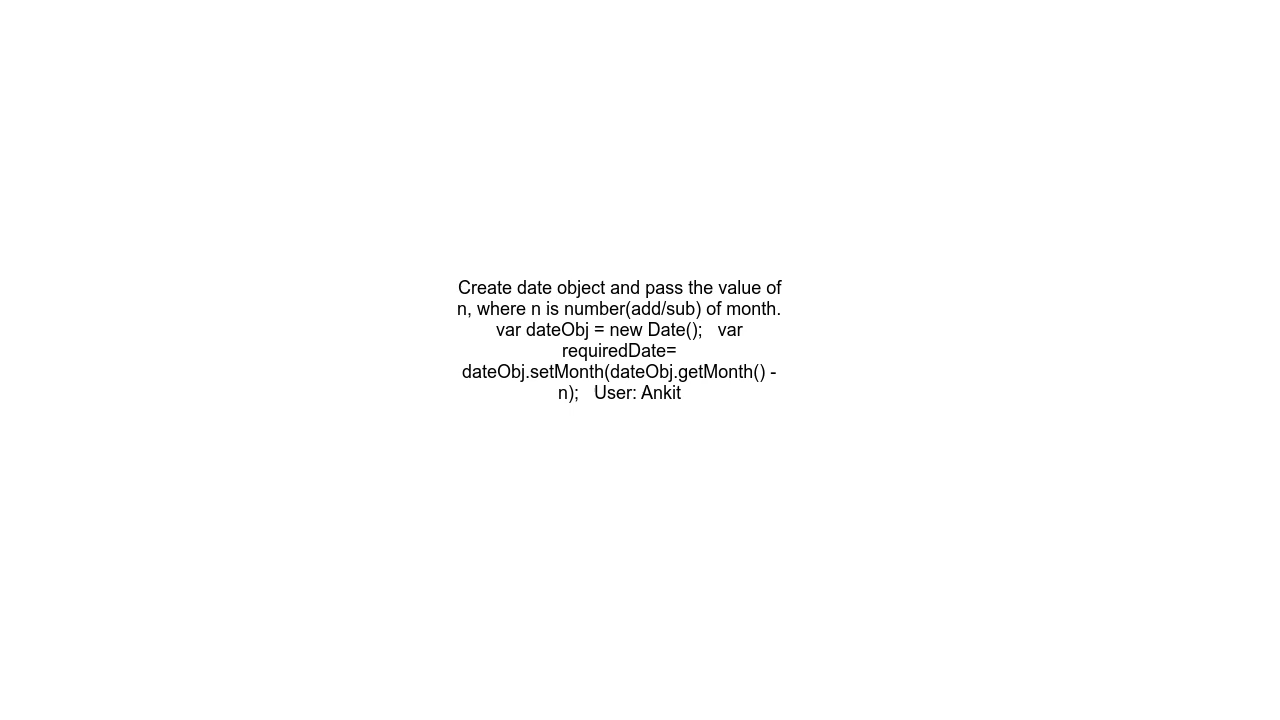 Create date object and pass the value of
n, where n is number(add/sub) of month.
var dateObj = new Date();   var
requiredDate=
dateObj.setMonth(dateObj.getMonth() -
n);   User: Ankit